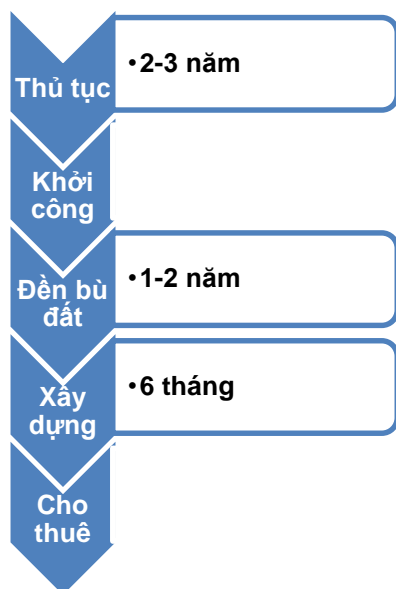 Thủ tục
•2-3 năm
Khởi
công
Đền bù
đất
•1-2 năm
Xây
dựng
•6 tháng
Cho
thuê